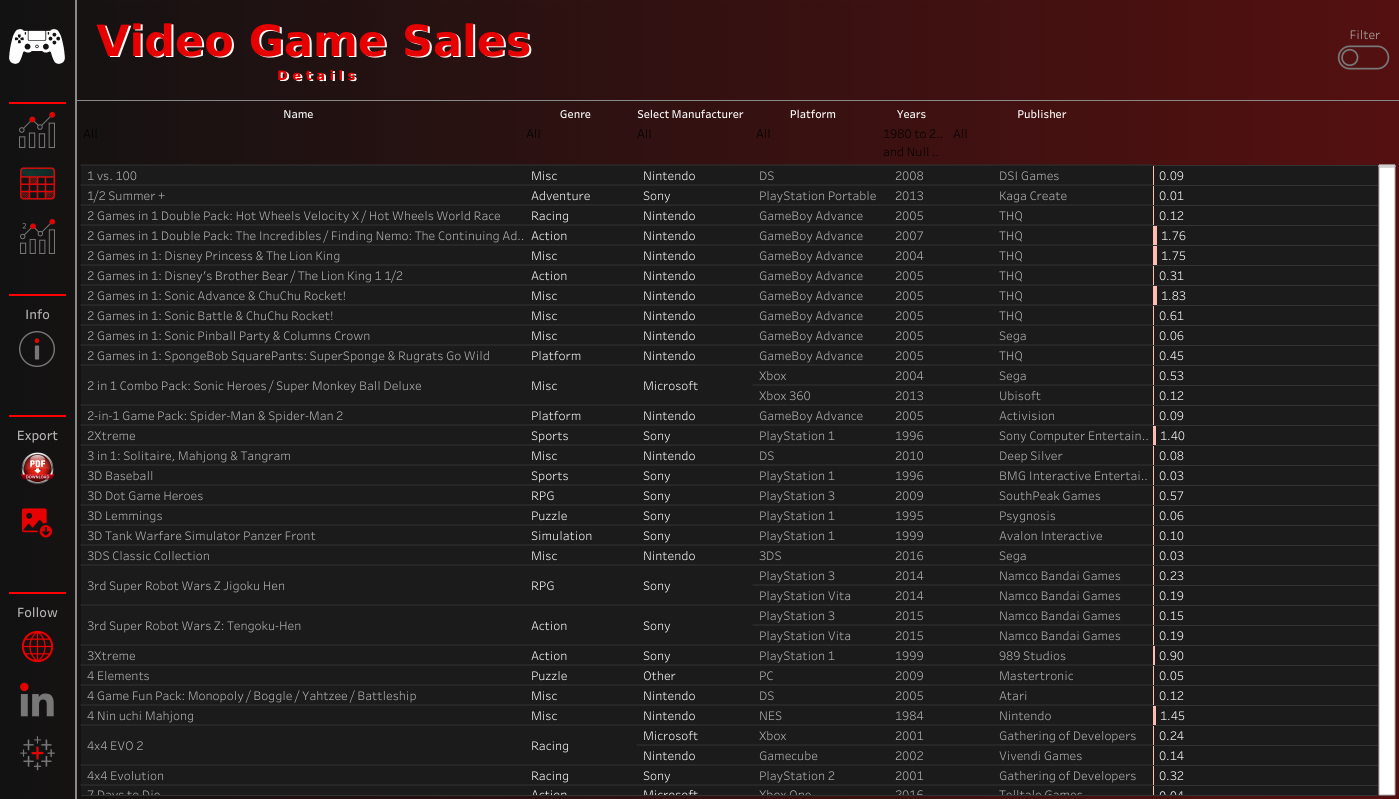 Video Game Sales
Details
Filter
Name Genre Select Manufacturer Platform Years Publisher
All All All All 1980 to 2.. All
and Null ...
1 vs. 100 Misc Nintendo DS 2008 DSI Games 0.09
1/2 Summer + Adventure Sony PlayStation Portable 2013 Kaga Create 0.01
2 Games in 1 Double Pack: Hot Wheels Velocity X / Hot Wheels World Race Racing Nintendo GameBoy Advance 2005 THQ 0.12
2 Games in 1 Double Pack: The Incredibles / Finding Nemo: The Continuing Ad.. Action Nintendo GameBoy Advance 2007 THQ 1.76
2 Games in 1: Disney Princess & The Lion King Misc Nintendo GameBoy Advance 2004 THQ 1.75
2 Games in 1: Disney's Brother Bear / The Lion King 1 1/2 Action Nintendo GameBoy Advance 2005 THQ 0.31
2 Games in 1: Sonic Advance & ChuChu Rocket! Misc Nintendo GameBoy Advance 2005 THQ 1.83
2 Games in 1: Sonic Battle & ChuChu Rocket! Misc Nintendo GameBoy Advance 2005 THQ 0.61
2 Games in 1: Sonic Pinball Party & Columns Crown Misc Nintendo GameBoy Advance 2005 Sega 0.06
2 Games in 1: SpongeBob SquarePants: SuperSponge & Rugrats Go Wild Platform Nintendo GameBoy Advance 2005 THQ 0.45
2 in 1 Combo Pack: Sonic Heroes / Super Monkey Ball Deluxe Misc Microsoft Xbox 2004 Sega 0.53
Xbox 360 2013 Ubisoft 0.12
2-in-1 Game Pack: Spider-Man & Spider-Man 2 Platform Nintendo GameBoy Advance 2005 Activision 0.09
2Xtreme Sports Sony PlayStation 1 1996 Sony Computer Entertain.. 1.40
3 in 1: Solitaire, Mahjong & Tangram Misc Nintendo DS 2010 Deep Silver 0.08
3D Baseball Sports Sony PlayStation 1 1996 BMG Interactive Entertai.. 0.03
3D Dot Game Heroes RPG Sony PlayStation 3 2009 SouthPeak Games 0.57
3D Lemmings Puzzle Sony PlayStation 1 1995 Psygnosis 0.06
3D Tank Warfare Simulator Panzer Front Simulation Sony PlayStation 1 1999 Avalon Interactive 0.10
3DS Classic Collection Misc Nintendo 3DS 2016 Sega 0.03
3rd Super Robot Wars Z Jigoku Hen RPG Sony PlayStation 3 2014 Namco Bandai Games 0.23
PlayStation Vita 2014 Namco Bandai Games 0.19
3rd Super Robot Wars Z: Tengoku-Hen Action Sony PlayStation 3 2015 Namco Bandai Games 0.15
PlayStation Vita 2015 Namco Bandai Games 0.19
3Xtreme Action Sony PlayStation 1 1999 989 Studios 0.90
4 Elements Puzzle Other PC 2009 Mastertronic 0.05
4 Game Fun Pack: Monopoly / Boggle / Yahtzee / Battleship Misc Nintendo DS 2005 Atari 0.12
4 Nin uchi Mahjong Misc Nintendo NES 1984 Nintendo 1.45
4x4 EVO 2 Racing Microsoft Xbox 2001 Gathering of Developers 0.24
Nintendo Gamecube 2002 Vivendi Games 0.14
4x4 Evolution Racing Sony PlayStation 2 2001 Gathering of Developers 0.32
7 Days to Die Action Microsoft Xbox One 2016 Telltale Games 0.04
2
Info
Export
PDF
DOWNLOAD
Follow
in